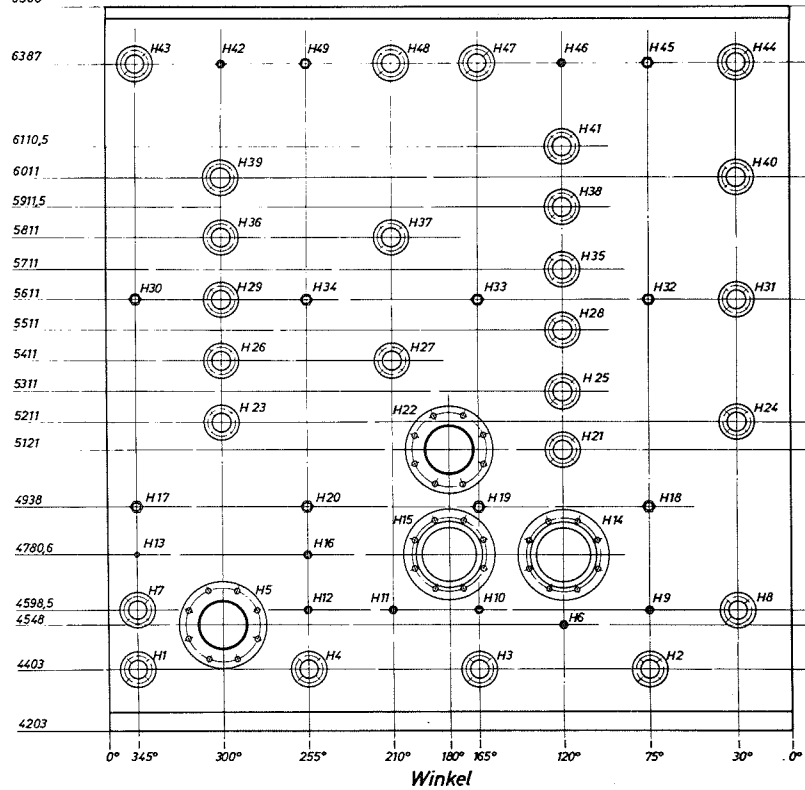 6387 H43 H42 H49 H48 H47 H46 H45 H44
6110,5 H41
6011 H39 H40
5911,5 H38
5811 H36 H37
5711 H35
5611 H30 H29 H34 H33 H32 H31
5511 H28
5411 H26 H27
5311 H25
5211 H23 H22 H24
5121 H21
4938 H17 H20 H19 H18
H15 H14
4780,6 H13 H16
4598,5 H7 H5 H12 H11 H10 H9 H8
4548 H6
4403 H1 H4 H3 H2
4203
0° 345° 300° 255° 210° 180° 165° 120° 75° 30° 0°
Winkel